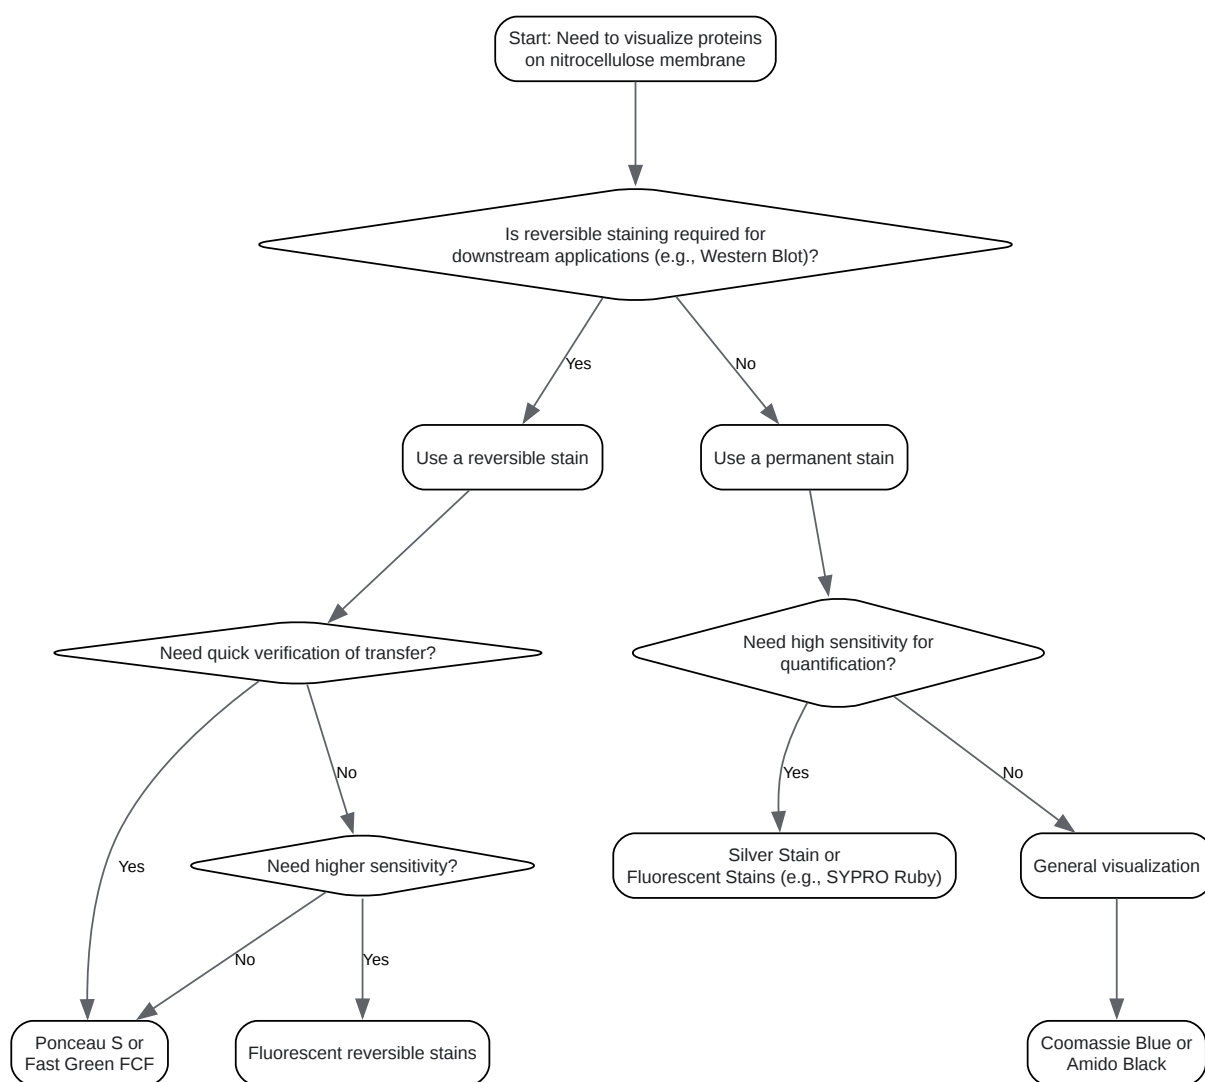 Start: Need to visualize proteins
on nitrocellulose membrane
Is reversible staining required for
downstream applications (e.g., Western Blot)?
Yes
No
Use a reversible stain
Use a permanent stain
Need quick verification of transfer?
Need high sensitivity for
quantification?
No
Yes
No
Yes
Need higher sensitivity?
Silver Stain or
Fluorescent Stains (e.g., SYPRO Ruby)
General visualization
No
Yes
Ponceau S or
Fast Green FCF
Fluorescent reversible stains
Coomassie Blue or
Amido Black